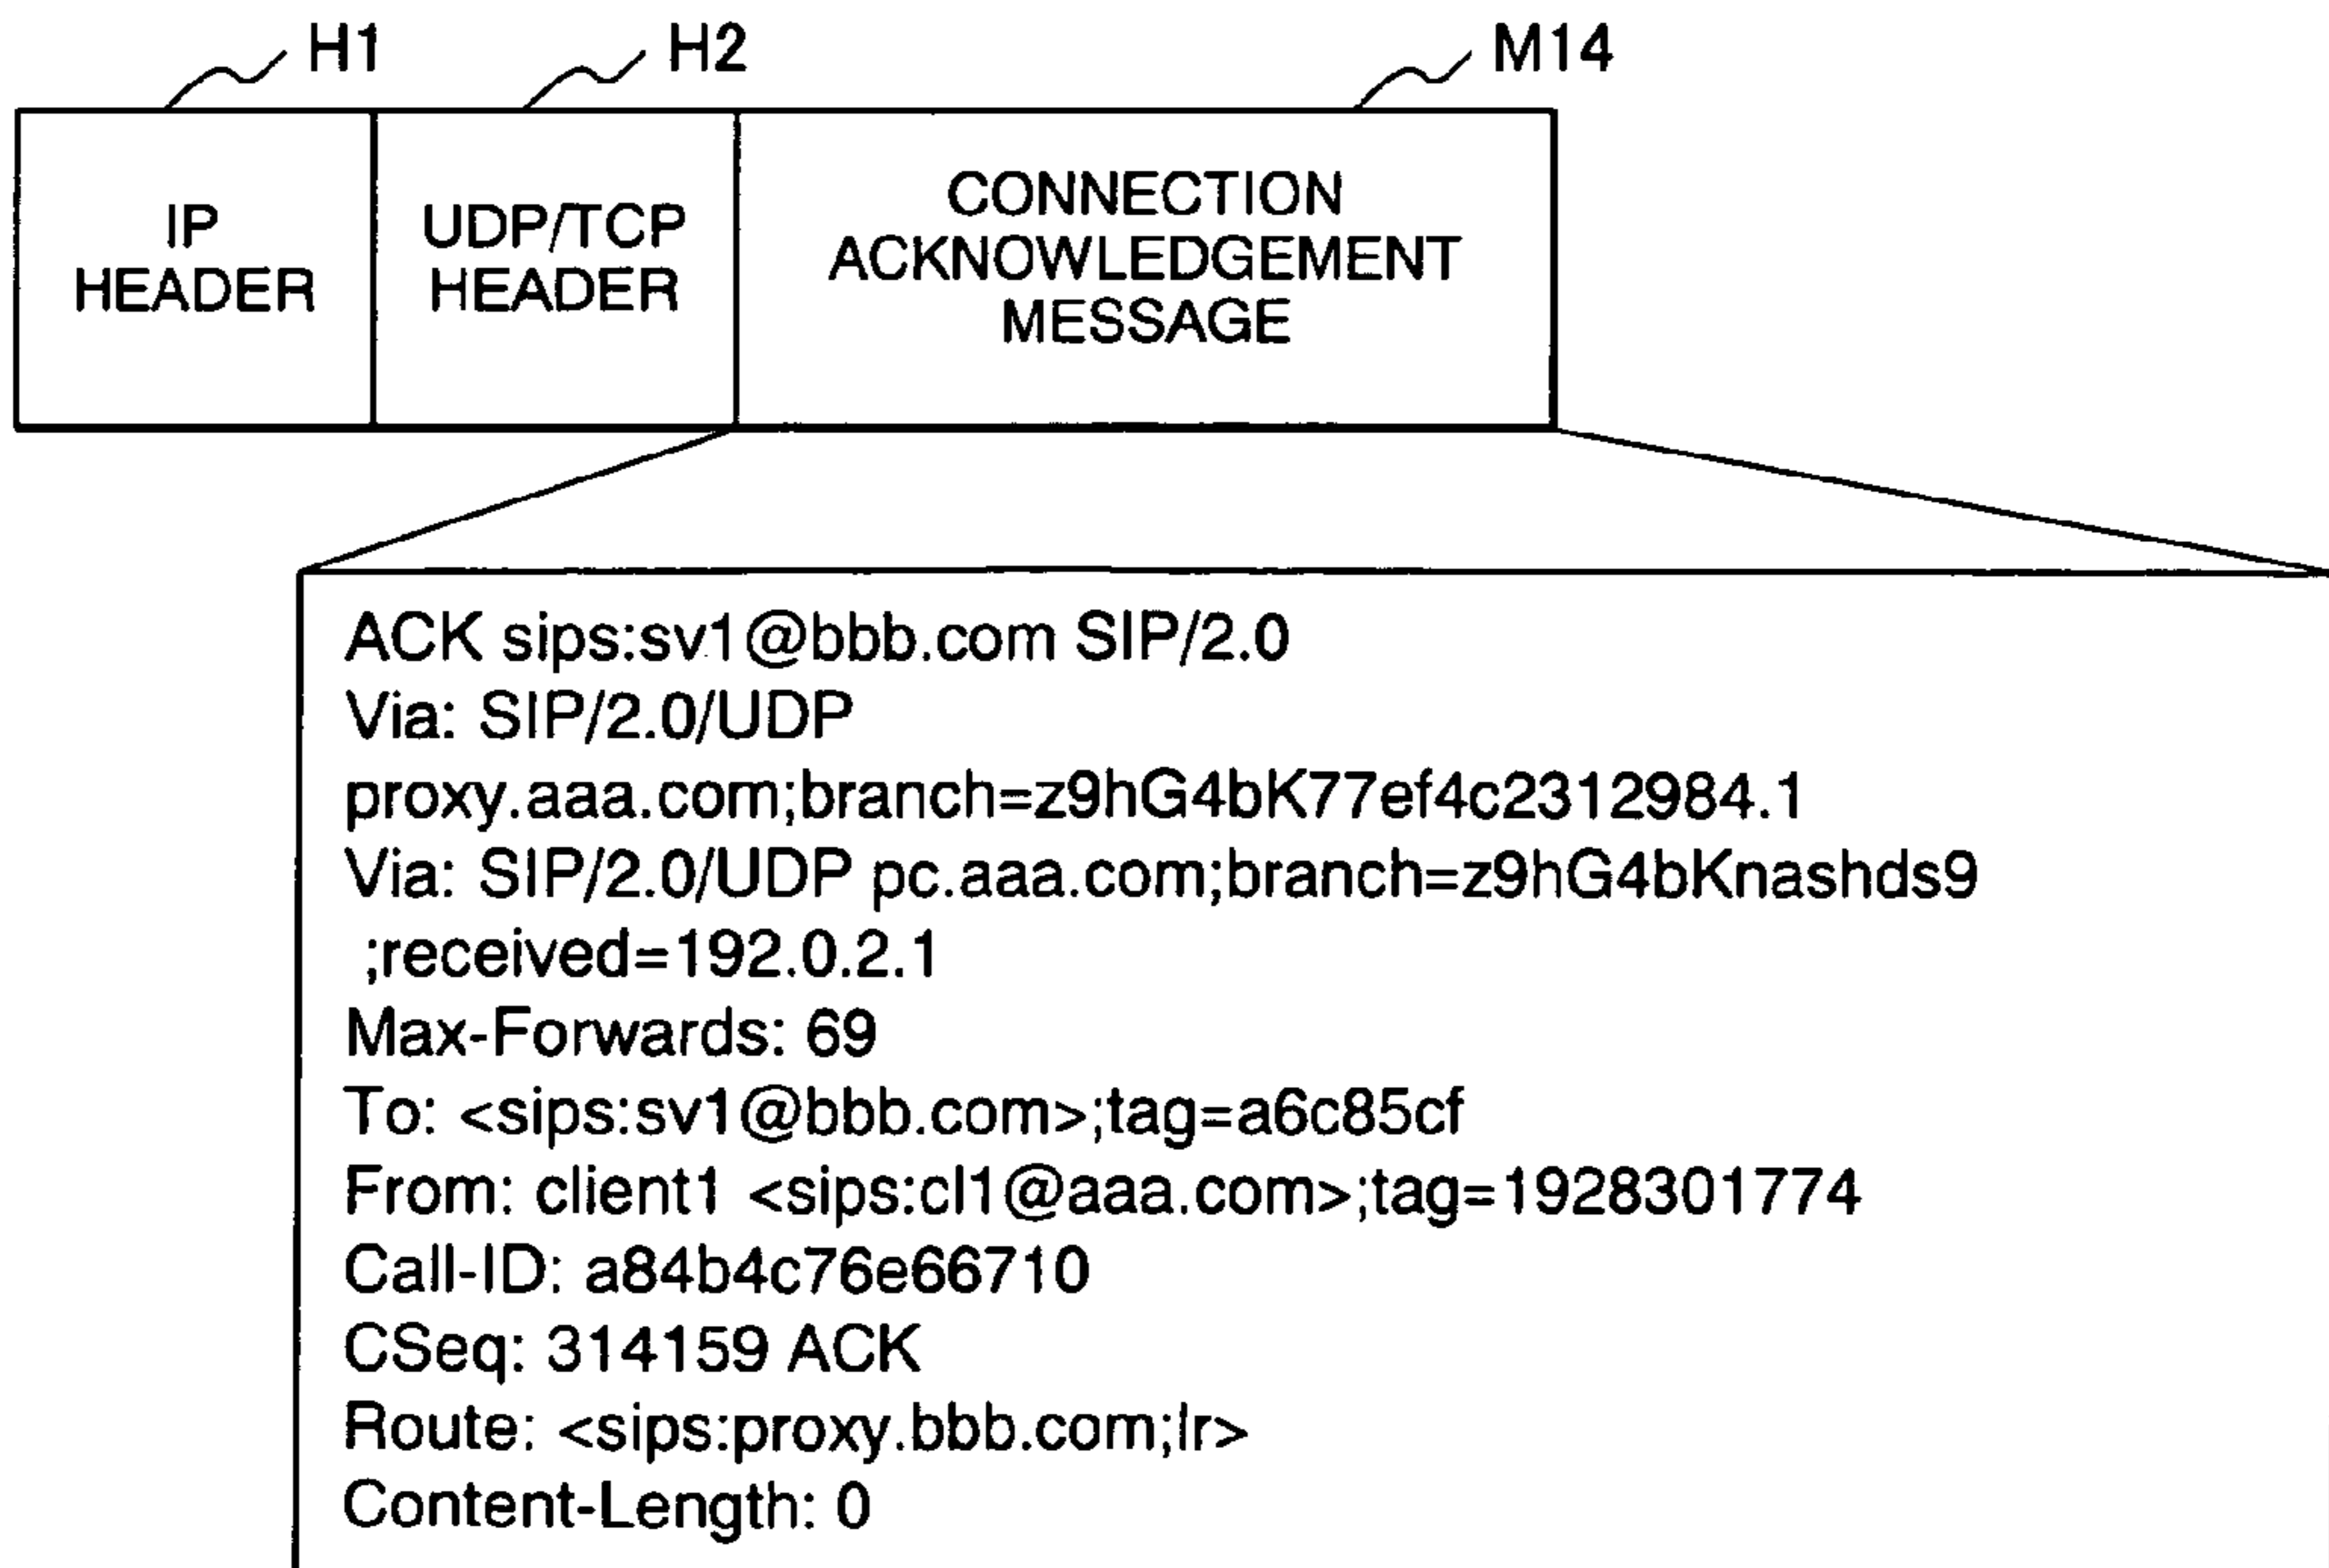 H1 H2 M14
IP
HEADER
UDP/TCP
HEADER
CONNECTION
ACKNOWLEDGEMENT
MESSAGE
ACK sips:sv1@bbb.com SIP/2.0
Via: SIP/2.0/UDP
proxy.aaa.com;branch=z9hG4bK77ef4c2312984.1
Via: SIP/2.0/UDP pc.aaa.com;branch=z9hG4bKnashds9
;received=192.0.2.1
Max-Forwards: 69
To: <sips:sv1@bbb.com>;tag=a6c85cf
From: client1 <sips:cl1@aaa.com>;tag=1928301774
Call-ID: a84b4c76e66710
CSeq: 314159 ACK
Route: <sips:proxy.bbb.com;lr>
Content-Length: 0